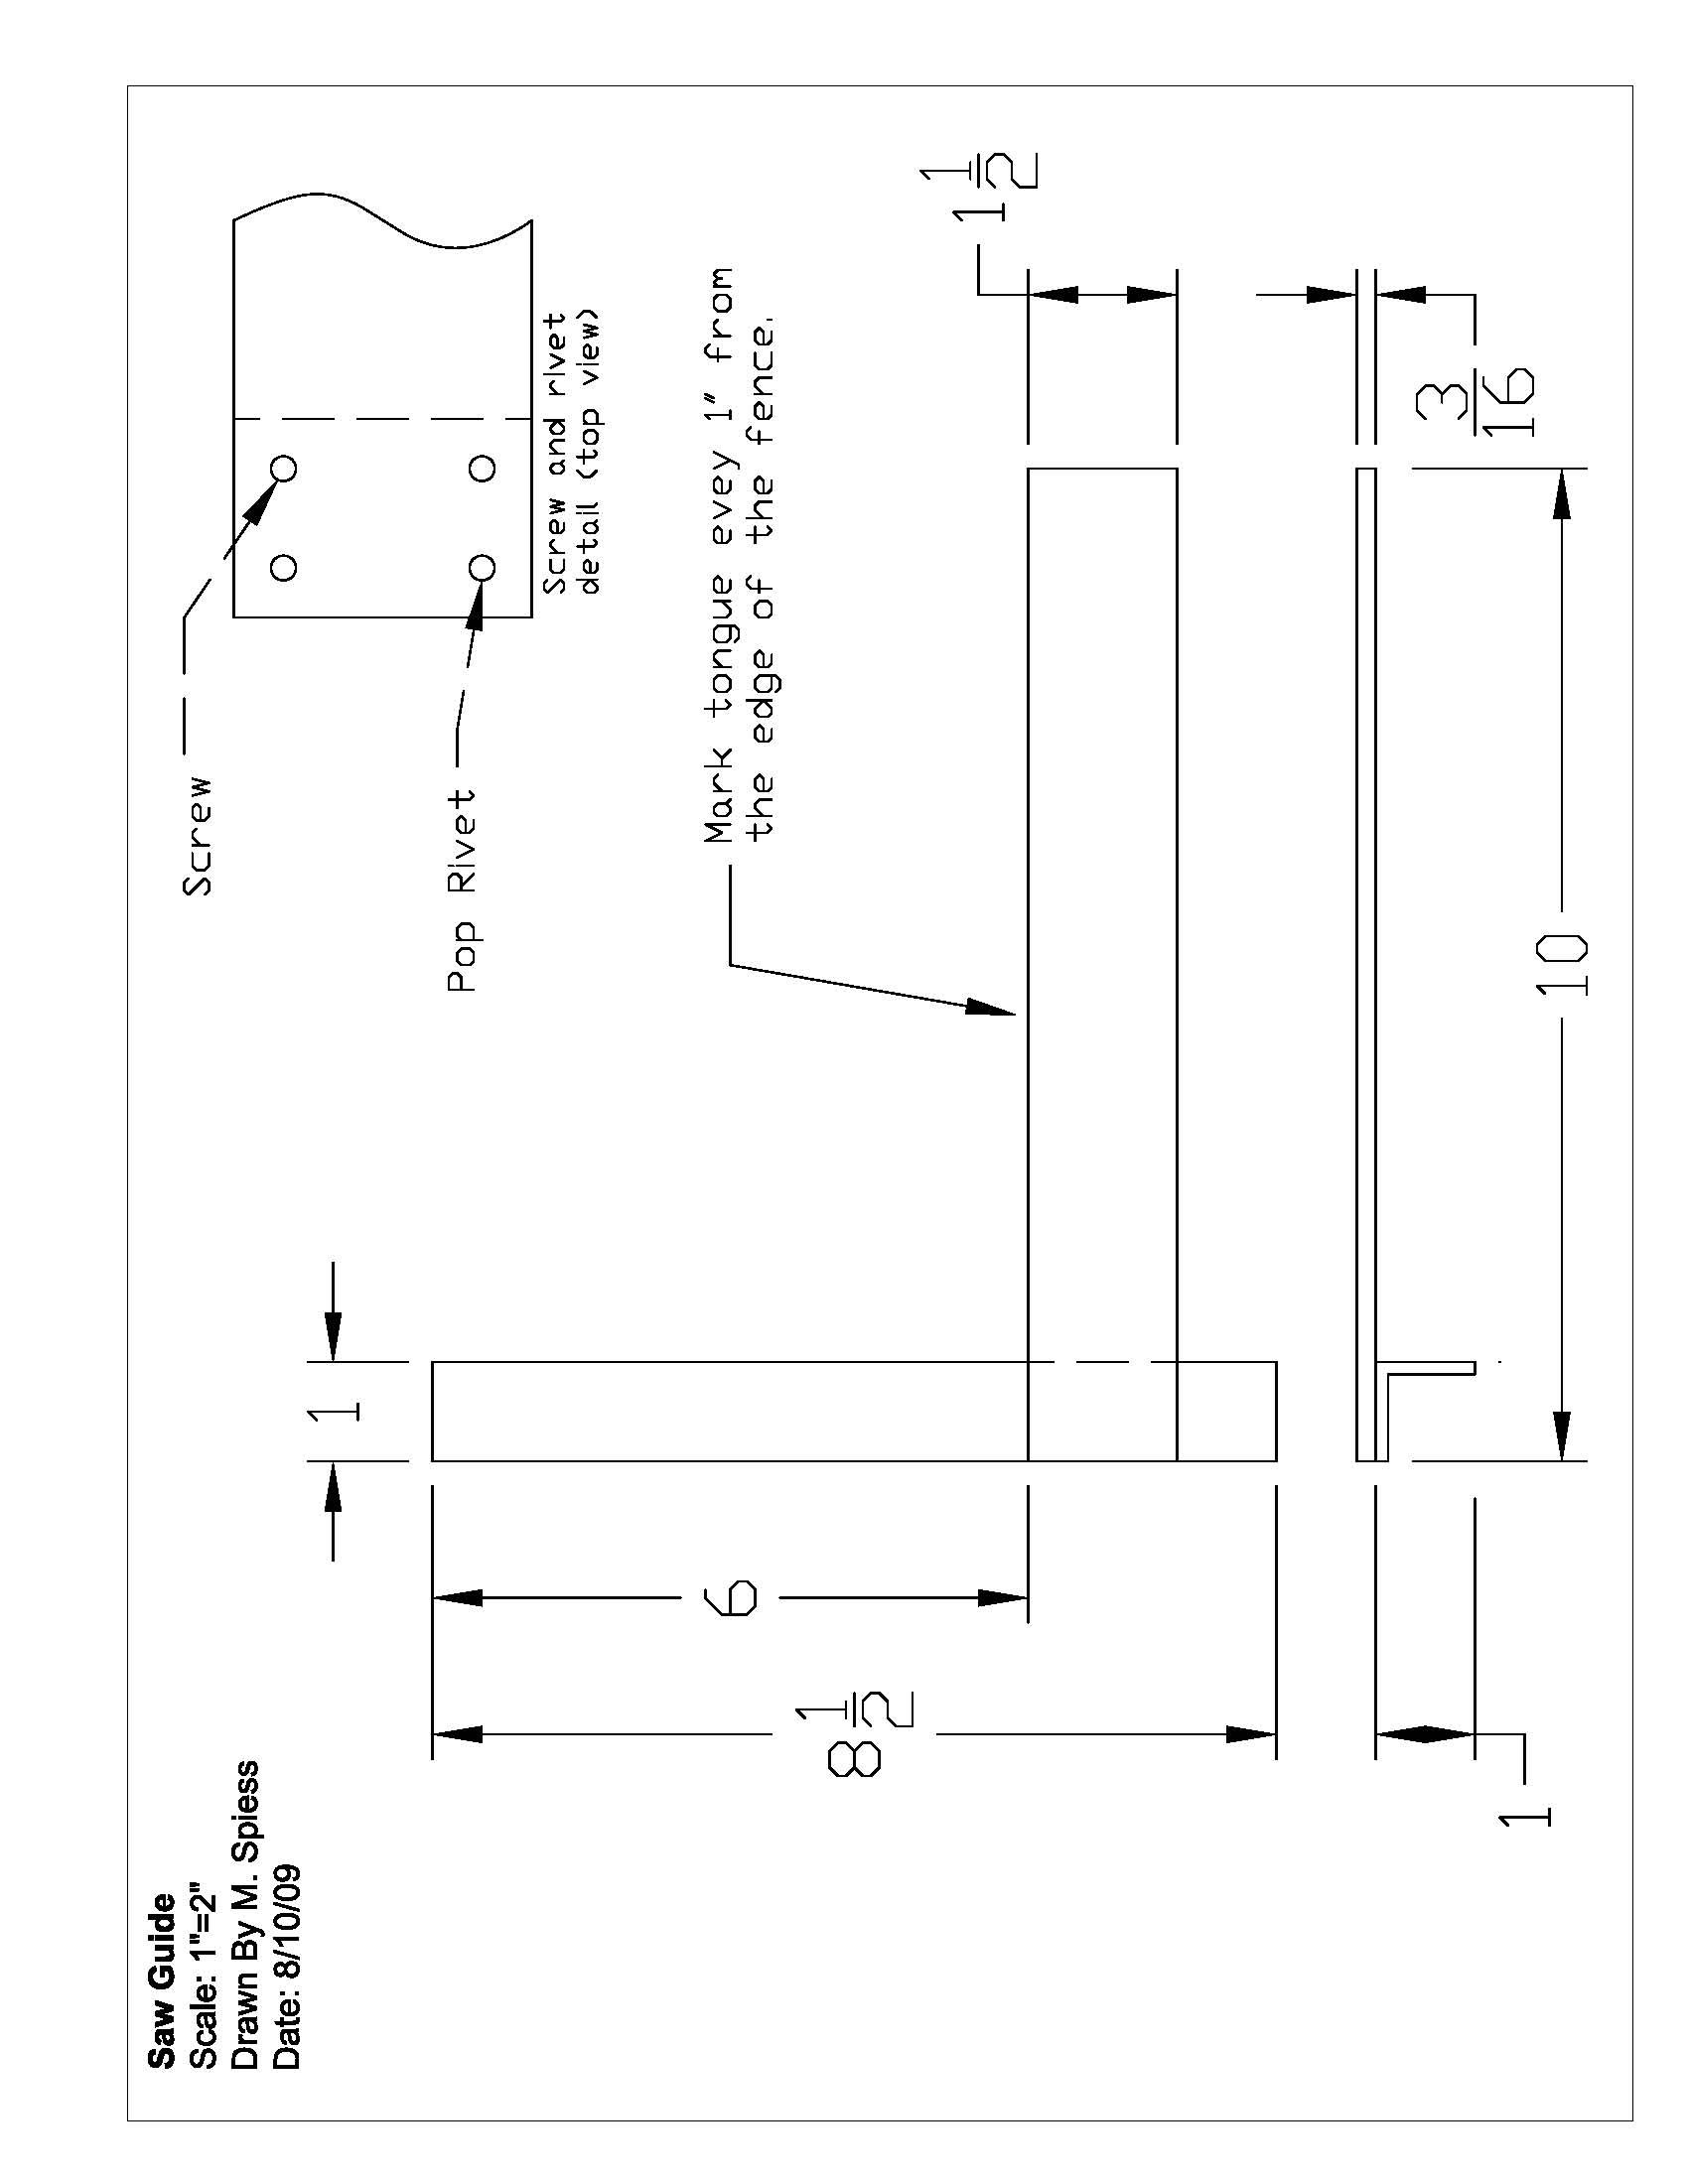 Saw Guide
Scale: 1"=2"
Drawn By M. Spiess
Date: 8/10/09
Screw
Pop Rivet
Screw and rivet
detail (top view)
Mark tongue evey 1" from
the edge of the fence.
1
6
8 1/2
1 1/2
3/16
10
1